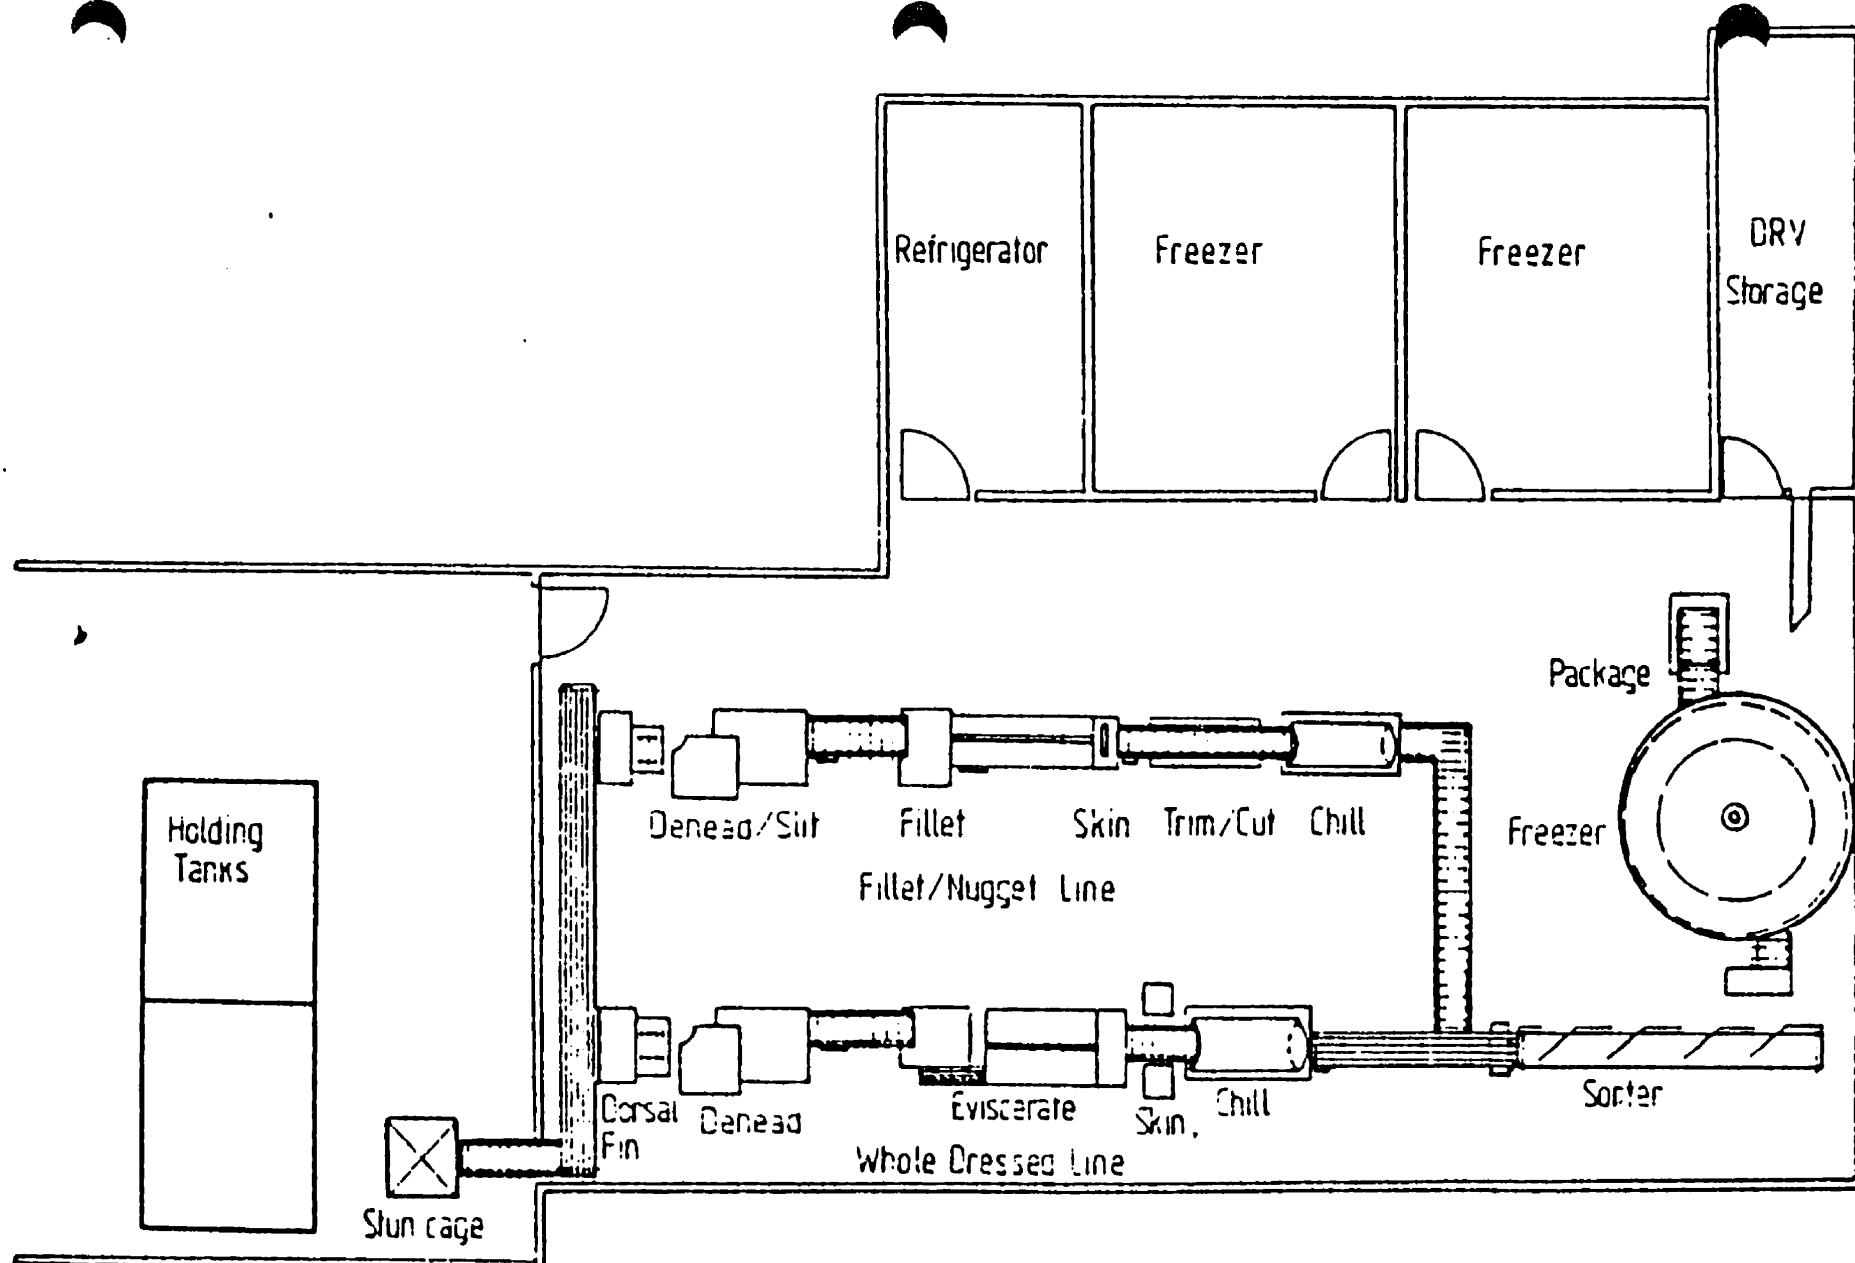 Refrigerator
Freezer
Freezer
DRY
Storage
Package
Holding
Tanks
Dehead/Slit
Fillet
Skin
Trim/Cut
Chill
Freezer
Fillet/Nugget Line
Dorsal
Fin
Dehead
Eviscerate
Skin.
Chill
Sorter
Whole Dressed Line
Stun cage